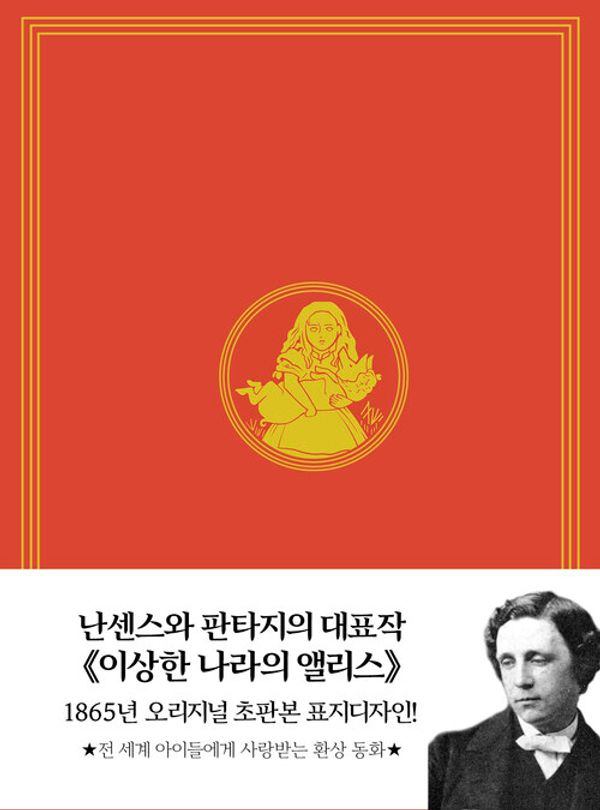 난센스와 판타지의 대표작
《이상한 나라의 앨리스》
1865년 오리지널 초판본 표지디자인!
★전 세계 아이들에게 사랑받는 환상 동화★